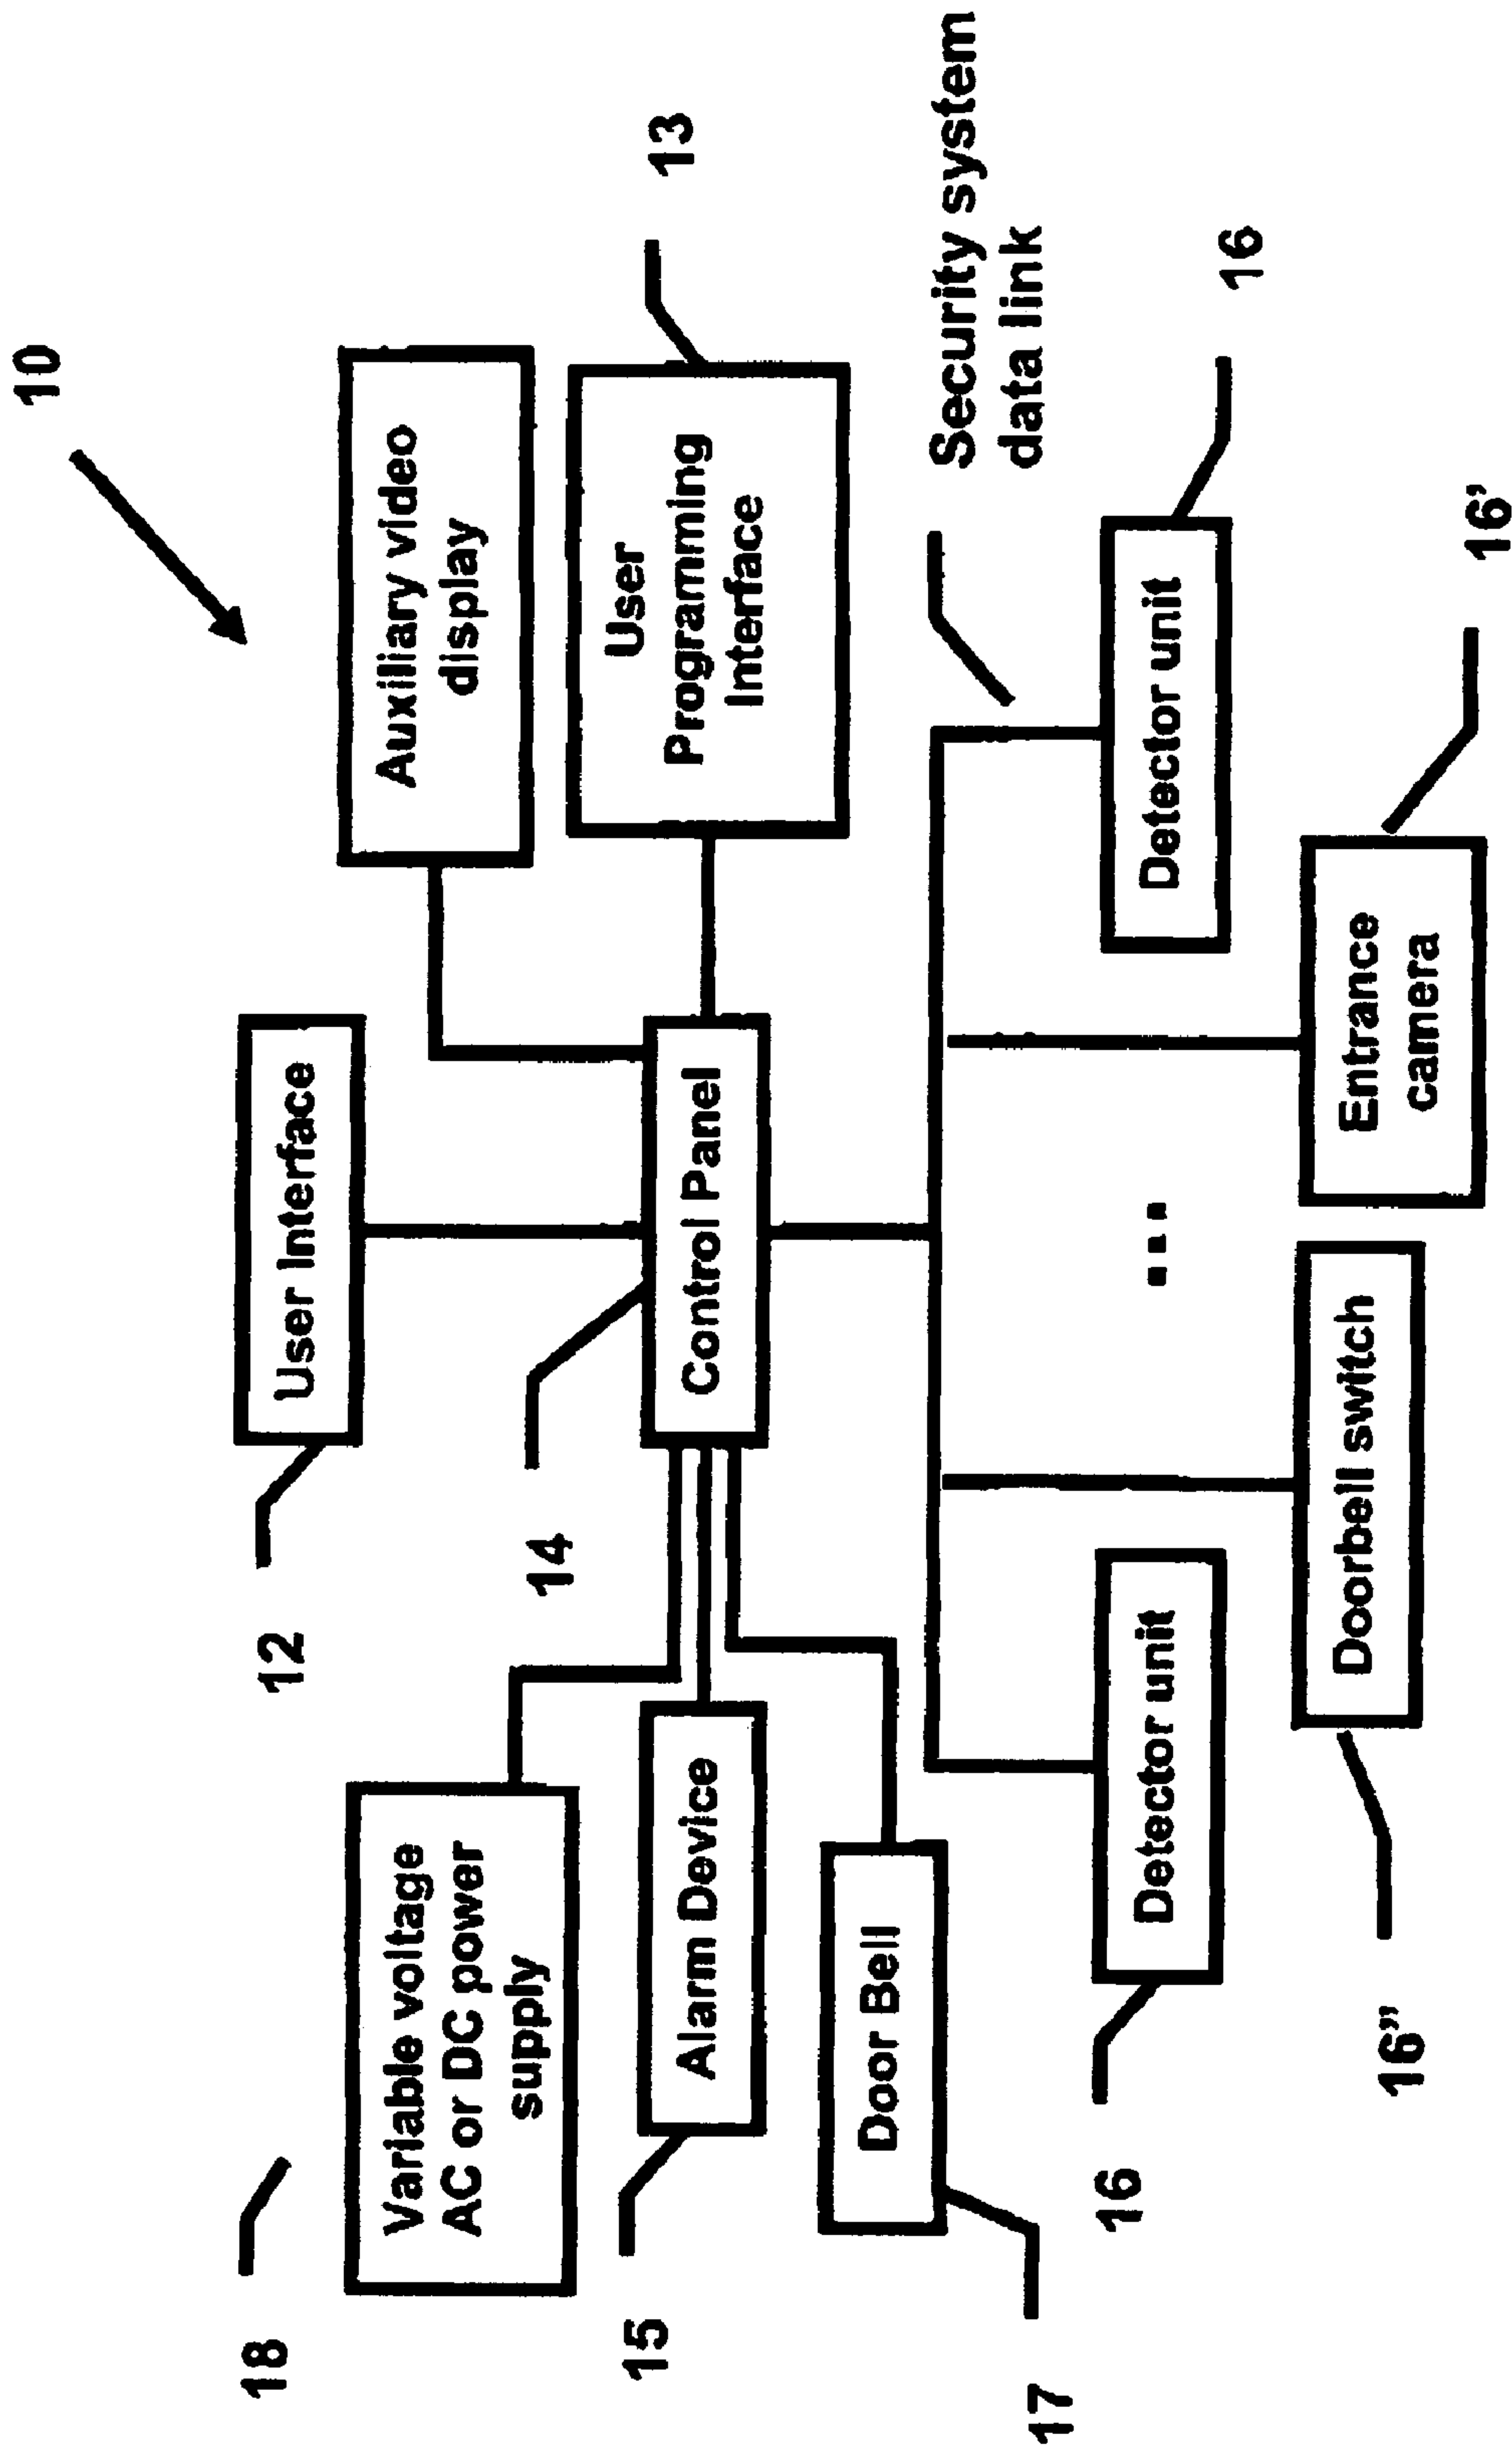 10
12
User Interface
18
Variable voltage
AC or DC power
supply
Auxiliary video
display
14
15
Alarm Device
Control Panel
User
Programming
Interface
13
17
Door Bell
Security system
data link
16
Detector unit
...
Detector unit
16
16”
Doorbell switch
Entrance
camera
16’